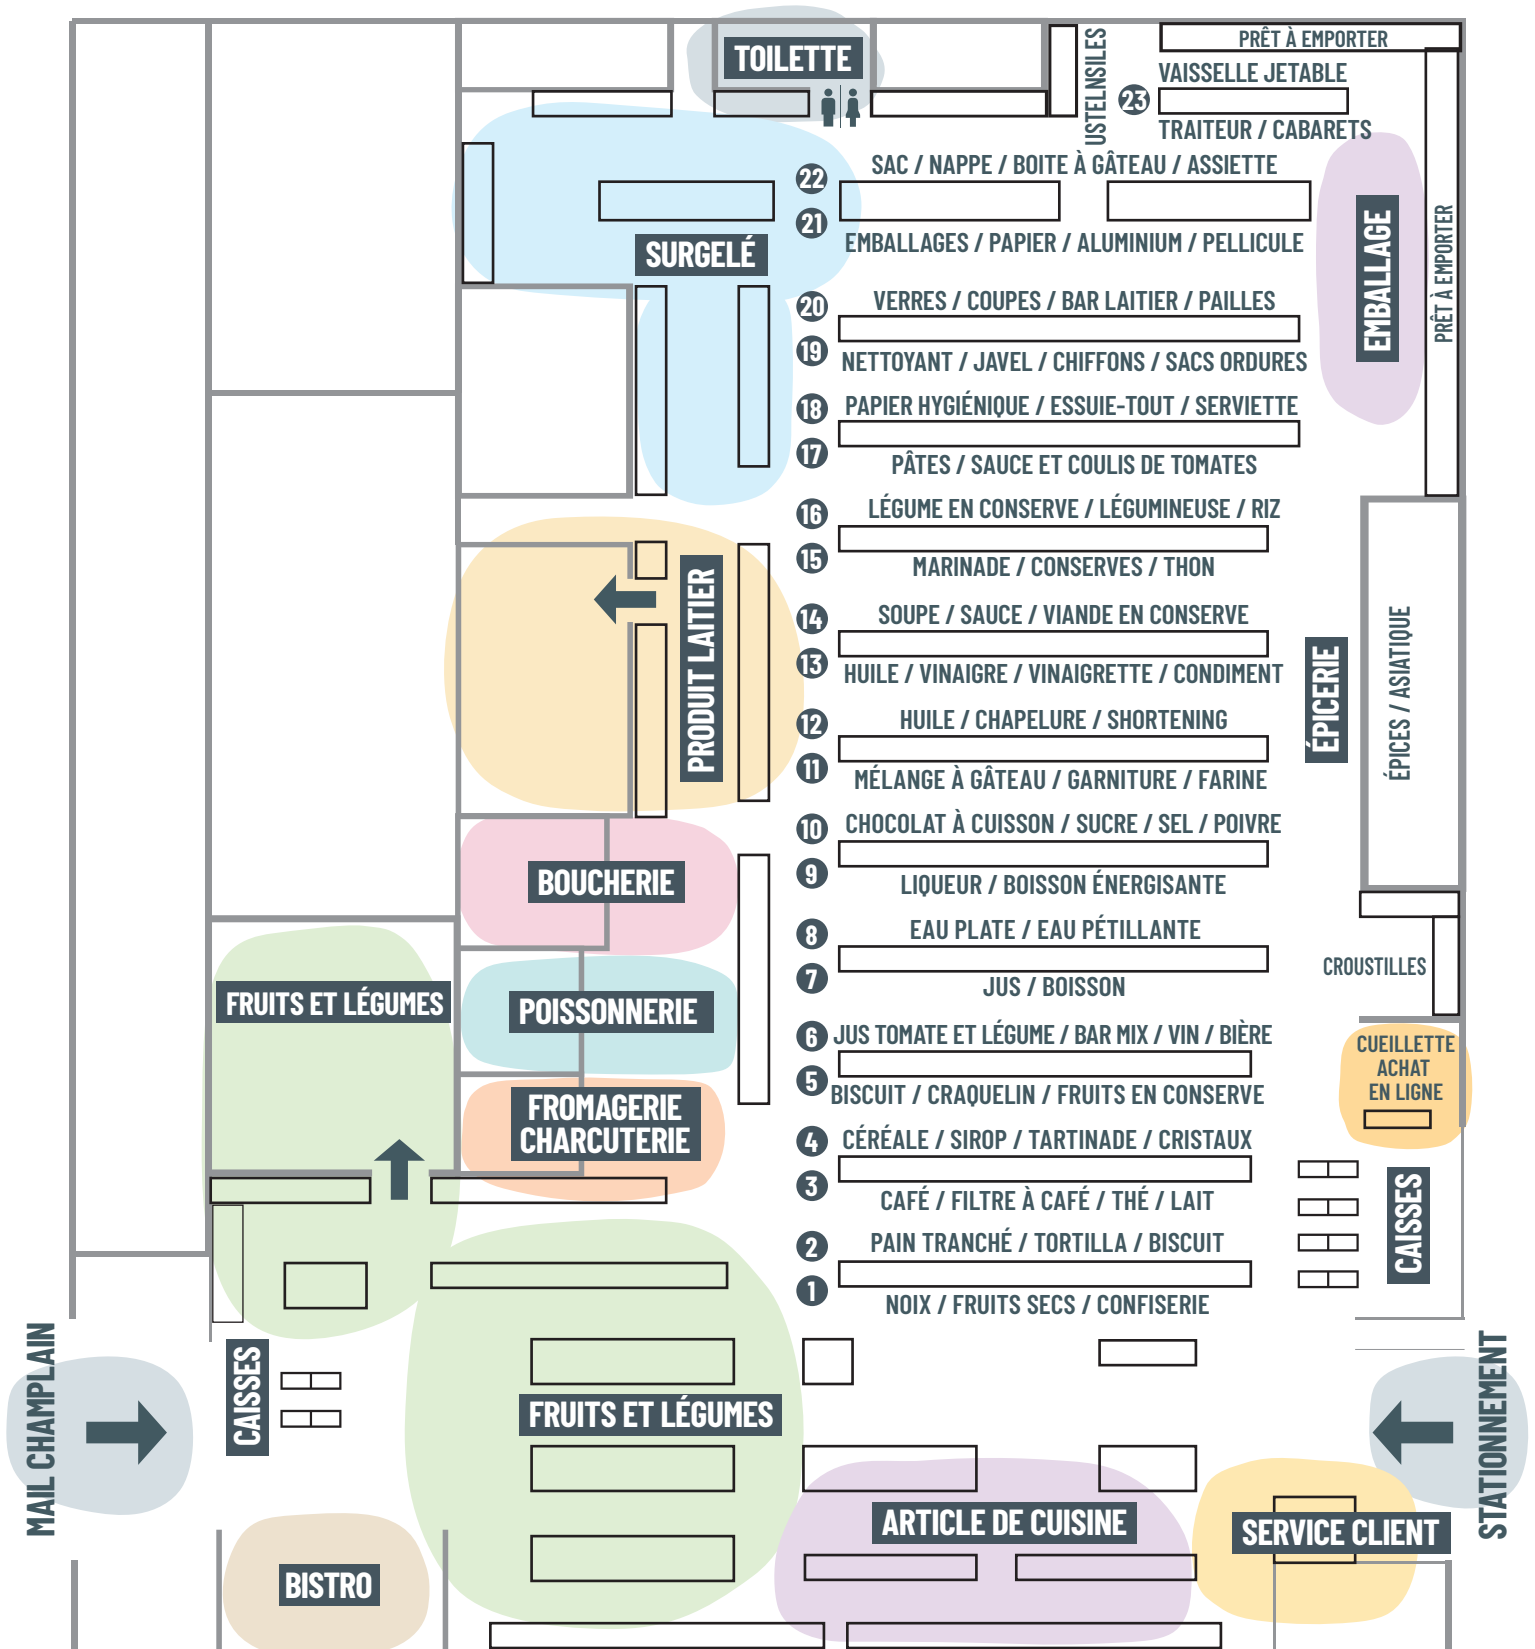 TOILETTE
USTELNSILES
PRÊT À EMPORTER
VAISSELLE JETABLE
23
TRAITEUR / CABARETS
22
SAC / NAPPE / BOITE À GÂTEAU / ASSIETTE
21
EMBALLAGES / PAPIER / ALUMINIUM / PELLICULE
SURGELÉ
EMBALLAGE
PRÊT À EMPORTER
20
VERRES / COUPES / BAR LAITIER / PAILLES
19
NETTOYANT / JAVEL / CHIFFONS / SACS ORDURES
18
PAPIER HYGIÉNIQUE / ESSUIE-TOUT / SERVIETTE
17
PÂTES / SAUCE ET COULIS DE TOMATES
16
LÉGUME EN CONSERVE / LÉGUMINEUSE / RIZ
15
MARINADE / CONSERVES / THON
PRODUIT LAITIER
14
SOUPE / SAUCE / VIANDE EN CONSERVE
13
HUILE / VINAIGRE / VINAIGRETTE / CONDIMENT
ÉPICERIE
ÉPICES / ASIATIQUE
12
HUILE / CHAPELURE / SHORTENING
11
MÉLANGE À GÂTEAU / GARNITURE / FARINE
10
CHOCOLAT À CUISSON / SUCRE / SEL / POIVRE
9
LIQUEUR / BOISSON ÉNERGISANTE
BOUCHERIE
8
EAU PLATE / EAU PÉTILLANTE
7
JUS / BOISSON
CROUSTILLES
FRUITS ET LÉGUMES
POISSONNERIE
6
JUS TOMATE ET LÉGUME / BAR MIX / VIN / BIÈRE
5
BISCUIT / CRAQUELIN / FRUITS EN CONSERVE
CUEILLETTE
ACHAT
EN LIGNE
FROMAGERIE
CHARCUTERIE
4
CÉRÉALE / SIROP / TARTINADE / CRISTAUX
3
CAFÉ / FILTRE À CAFÉ / THÉ / LAIT
CAISSES
2
PAIN TRANCHÉ / TORTILLA / BISCUIT
1
NOIX / FRUITS SECS / CONFISERIE
MAIL CHAMPLAIN
CAISSES
FRUITS ET LÉGUMES
STATIONNEMENT
ARTICLE DE CUISINE
SERVICE CLIENT
BISTRO